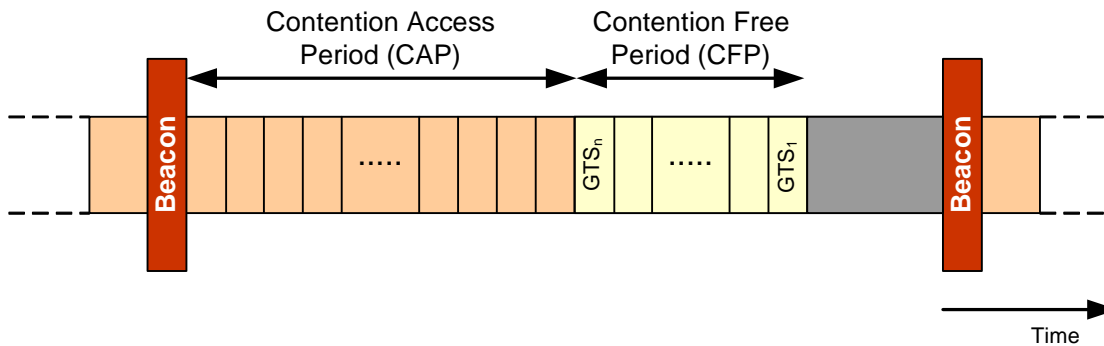 Contention Access
Period (CAP)
Contention Free
Period (CFP)
Beacon
.....
GTSn
.....
GTS1
Beacon
Time